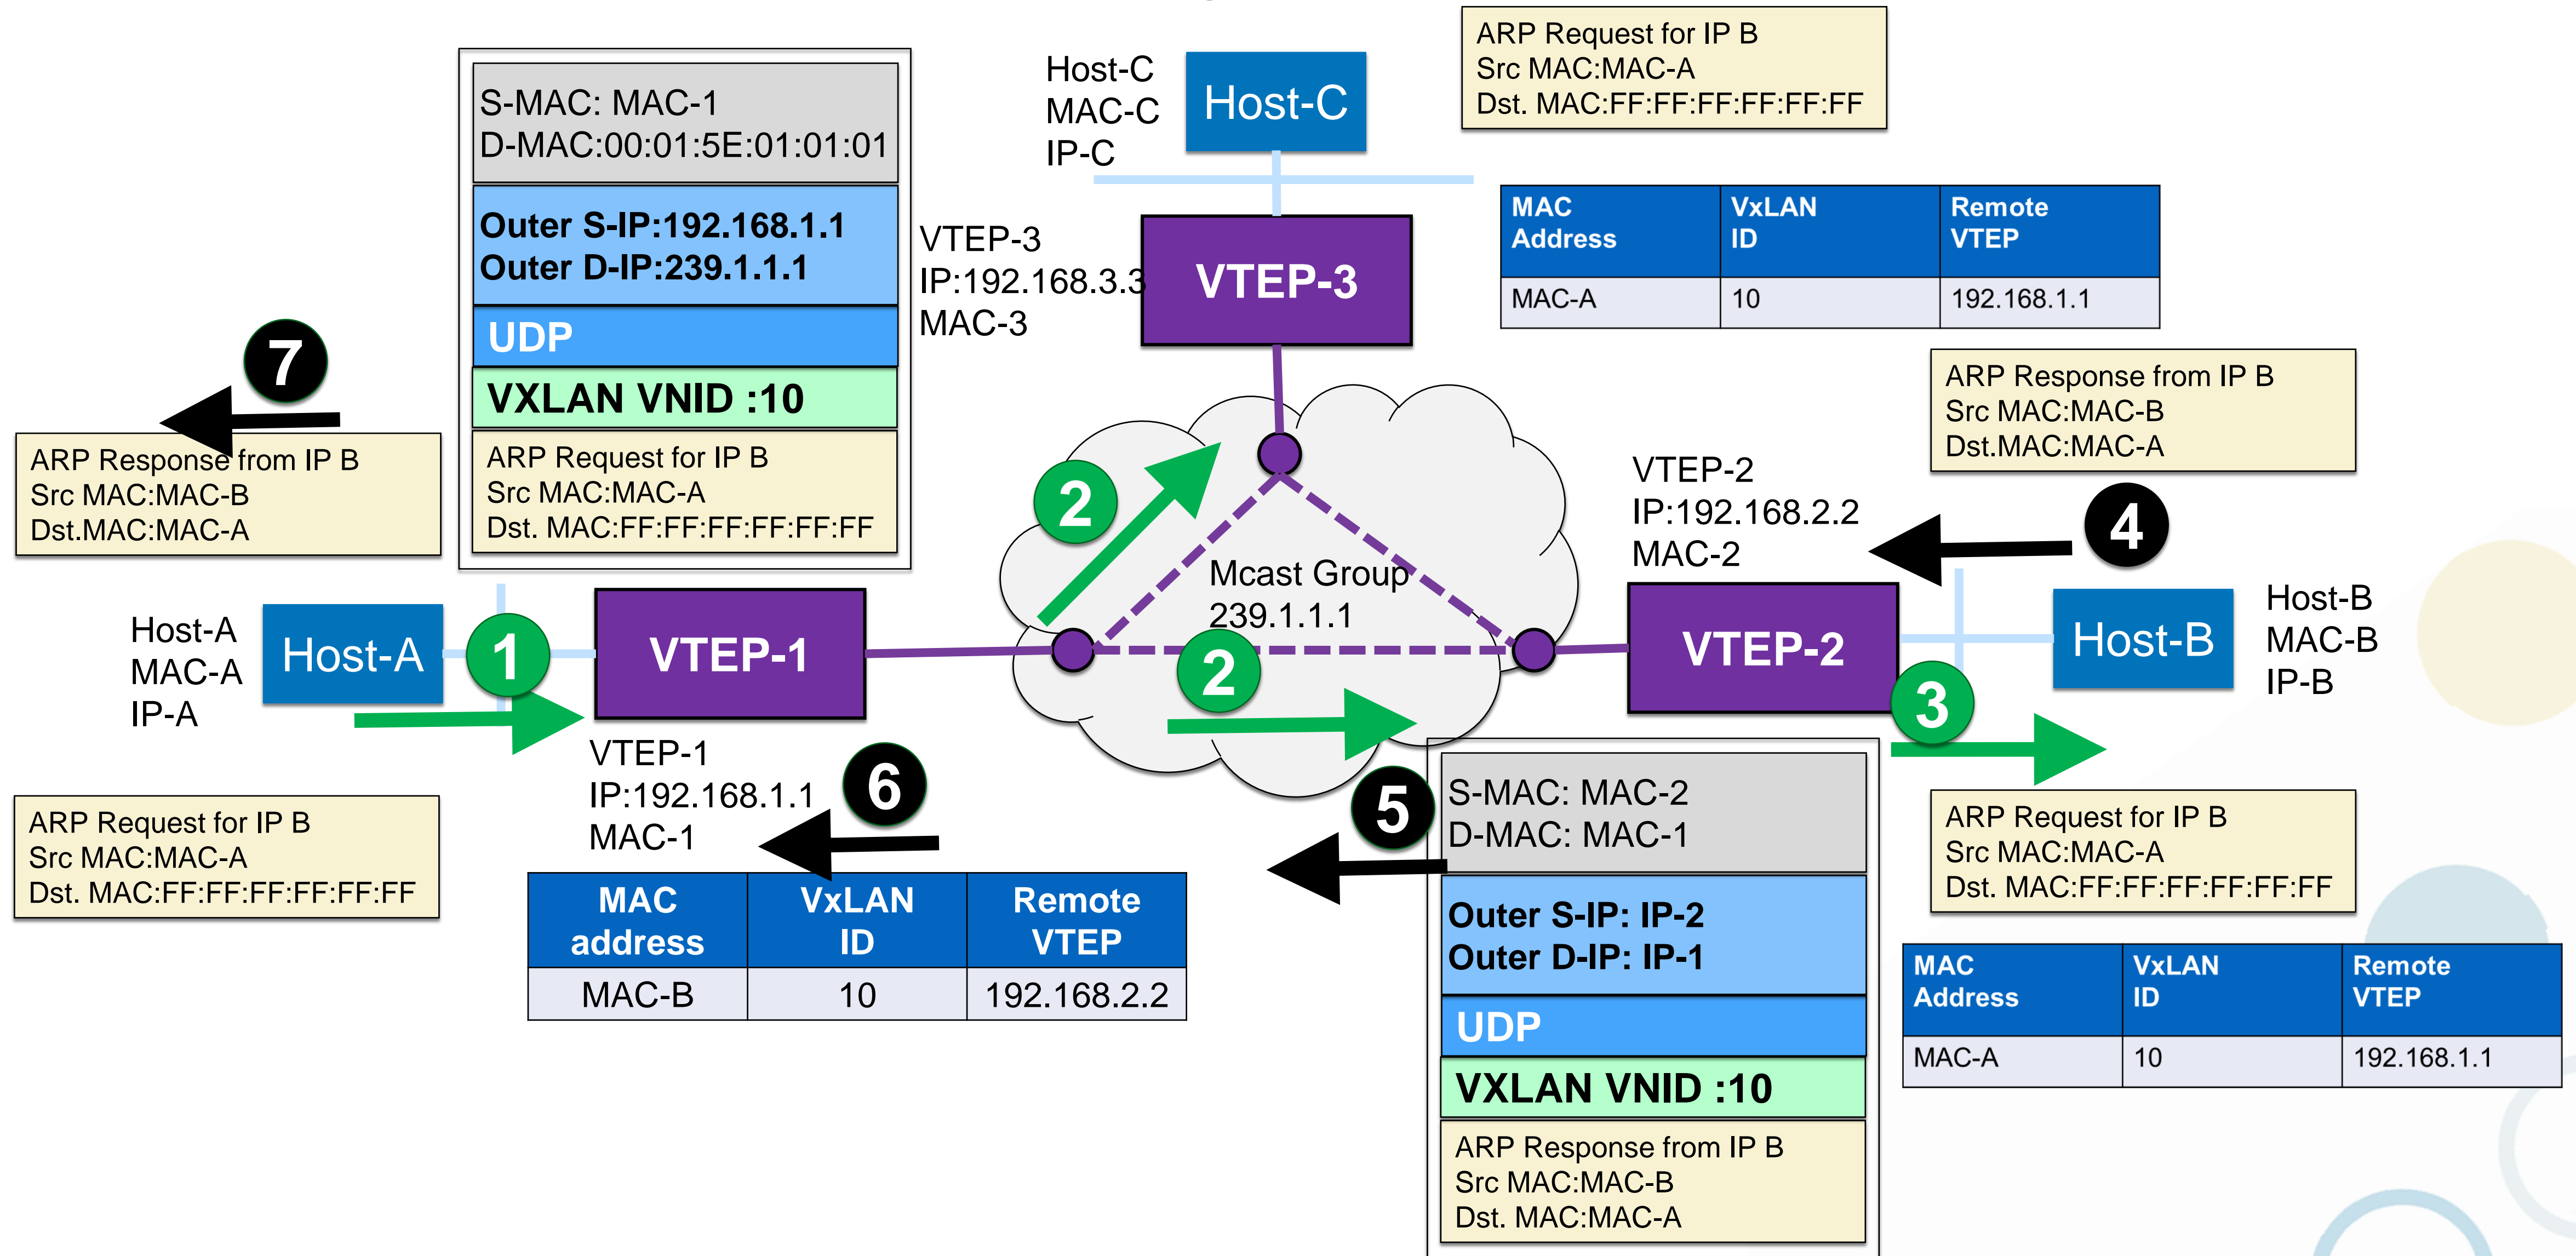 S-MAC: MAC-1
D-MAC:00:01:5E:01:01:01
Outer S-IP:192.168.1.1
Outer D-IP:239.1.1.1
UDP
VXLAN VNID :10
ARP Request for IP B
Src MAC:MAC-A
Dst. MAC:FF:FF:FF:FF:FF:FF
Host-C
MAC-C
IP-C
Host-C
ARP Request for IP B
Src MAC:MAC-A
Dst. MAC:FF:FF:FF:FF:FF:FF
VTEP-3
IP:192.168.3.3
MAC-3
VTEP-3
MAC Address | VxLAN ID | Remote VTEP
MAC-A | 10 | 192.168.1.1
7
ARP Response from IP B
Src MAC:MAC-B
Dst.MAC:MAC-A
ARP Response from IP B
Src MAC:MAC-B
Dst.MAC:MAC-A
2
Mcast Group
239.1.1.1
2
VTEP-2
IP:192.168.2.2
MAC-2
4
Host-A
MAC-A
IP-A
Host-A
1
VTEP-1
VTEP-2
3
Host-B
Host-B
MAC-B
IP-B
VTEP-1
IP:192.168.1.1
MAC-1
6
ARP Request for IP B
Src MAC:MAC-A
Dst. MAC:FF:FF:FF:FF:FF:FF
MAC address | VxLAN ID | Remote VTEP
MAC-B | 10 | 192.168.2.2
5
S-MAC: MAC-2
D-MAC: MAC-1
Outer S-IP: IP-2
Outer D-IP: IP-1
UDP
VXLAN VNID :10
ARP Response from IP B
Src MAC:MAC-B
Dst. MAC:MAC-A
ARP Request for IP B
Src MAC:MAC-A
Dst. MAC:FF:FF:FF:FF:FF:FF
MAC Address | VxLAN ID | Remote VTEP
MAC-A | 10 | 192.168.1.1